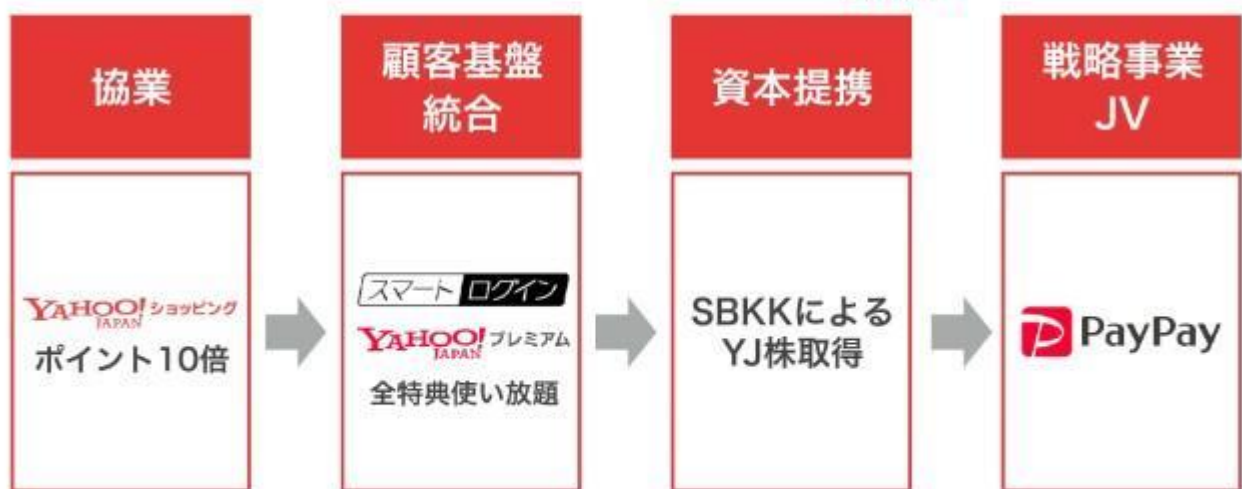 協業
顧客基盤
統合
資本提携
戦略事業
JV
YAHOO! ショッピング
JAPAN
ポイント10倍
スマート ログイン
YAHOO! プレミアム
JAPAN
全特典使い放題
SBKKによる
YJ株取得
PayPay